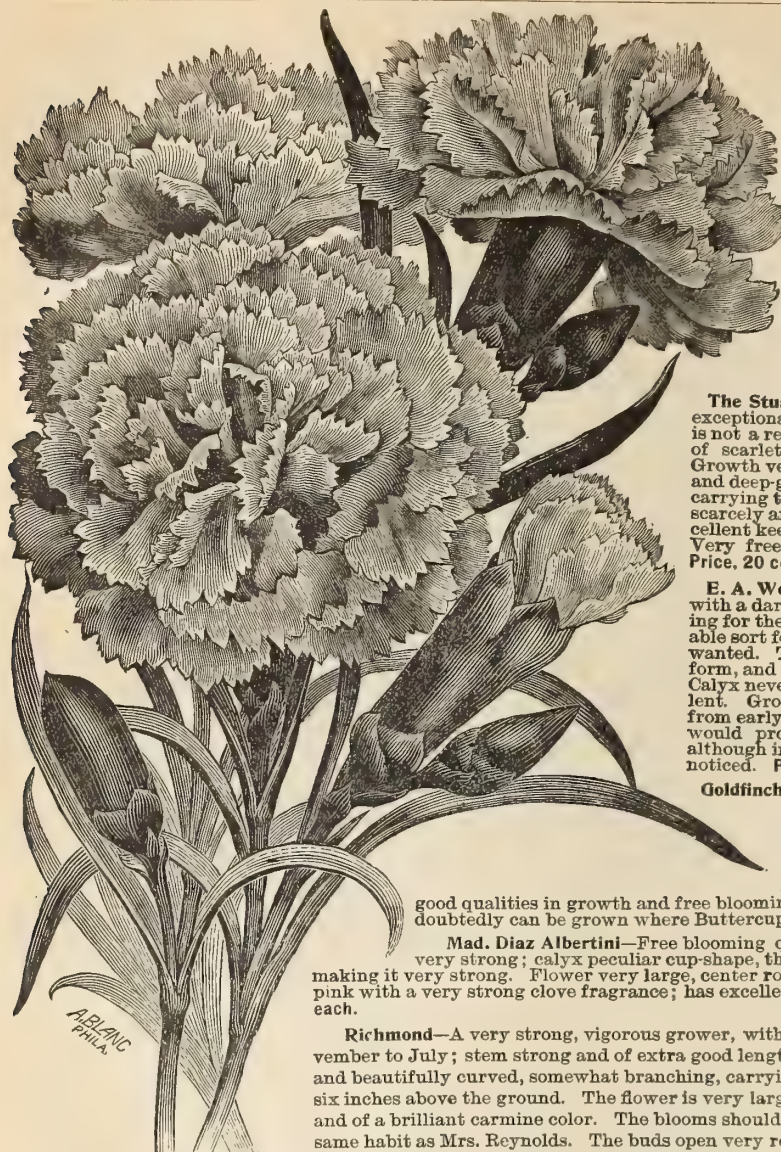 The Stu
exceptiona
is not a re
of scarlet
Growth ve
and deep-g
carrying t
scarcely a
cellent kee
Very free
Price, 20 c
E. A. Wo
with a dar
ing for the
able sort f
wanted. T
form, and
Calyx neve
lent. Gro
from early
would pro
although i
noticed. P
Goldfinch
good qualities in growth and free bloomin
doubtedly can be grown where Buttercup
Mad. Diaz Albertini—Free blooming
very strong; calyx peculiar cup-shape, th
making it very strong. Flower very large, center ro
pink with a very strong clove fragrance; has excelle
each.
A. BLANC
PHILA.
Richmond—A very strong, vigorous grower, with
vember to July; stem strong and of extra good lengt
and beautifully curved, somewhat branching, carryi
six inches above the ground. The flower is very larg
and of a brilliant carmine color. The blooms should
same habit as Mrs. Reynolds. The buds open very r